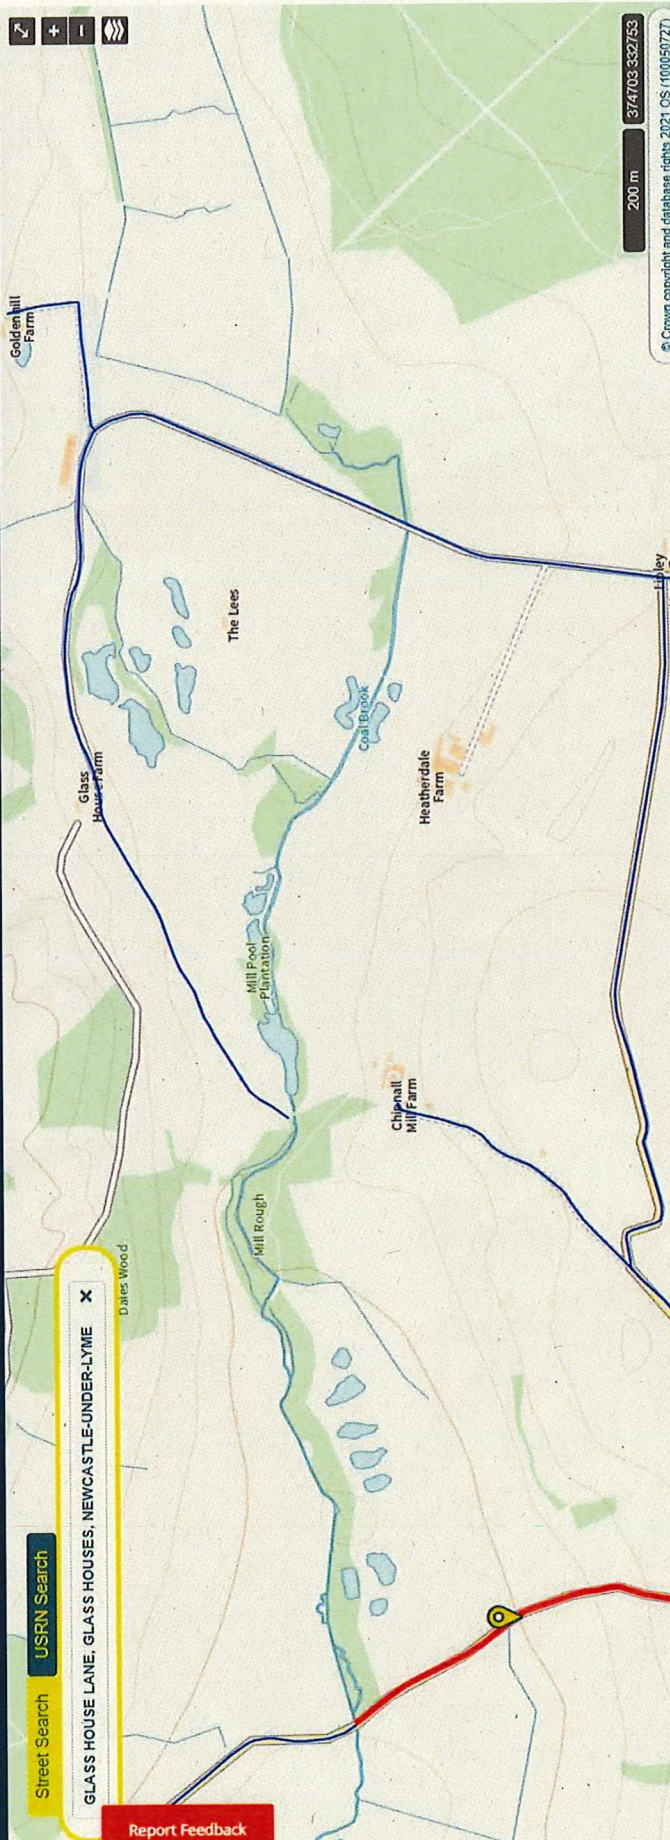 Street Search
USRN Search
GLASS HOUSE LANE, GLASS HOUSES, NEWCASTLE-UNDER-LYME
×
Report Feedback
+
−
Goldenhill
Farm
Glass
House Farm
The Lees
Dales Wood
Mill Pool
Plantation
Coal Brook
Mill Rough
Heatherdale
Farm
Chipnall
Mill Farm
Lipley
200 m
374703 332753
© Crown copyright and database rights 2021 OS (100050727)